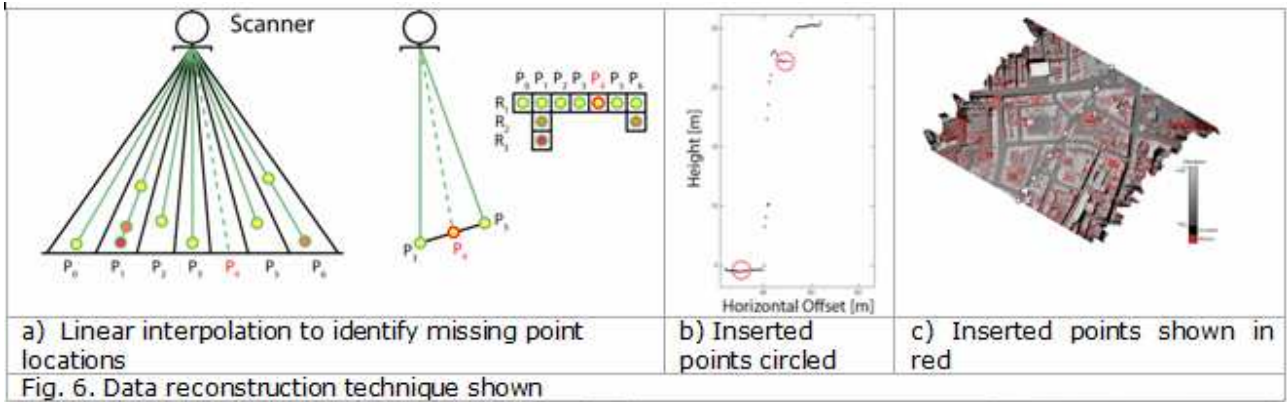 Scanner
P0 P1 P2 P3 P4 P5 P6
R1
R2
R3
P3
P4
P5
P0 P1 P2 P3 P4 P5 P6
Height [m]
Horizontal Offset [m]
a) Linear interpolation to identify missing point
locations
b) Inserted
points circled
c) Inserted points shown in
red
Fig. 6. Data reconstruction technique shown